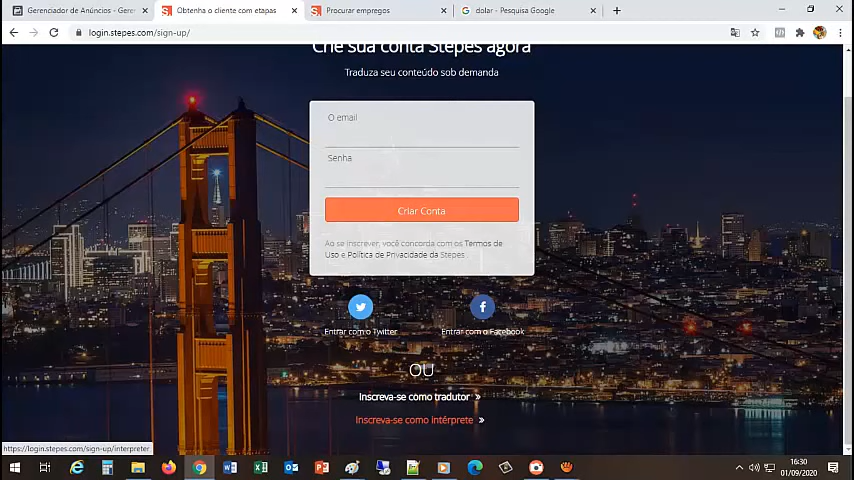 Gerenciador de Anúncios - Gere
Obtenha o cliente com etapas
Procurar empregos
dolar - Pesquisa Google
login.stepes.com/sign-up/
Crie sua conta Stepes agora
Traduza seu conteúdo sob demanda
O email
Senha
Criar Conta
Ao se inscrever, você concorda com os Termos de
Uso e Política de Privacidade da Stepes .
Entrar com o Twitter
Entrar com o Facebook
OU
Inscreva-se como tradutor »
Inscreva-se como intérprete »
https://login.stepes.com/sign-up/interpreter
16:30
01/09/2020